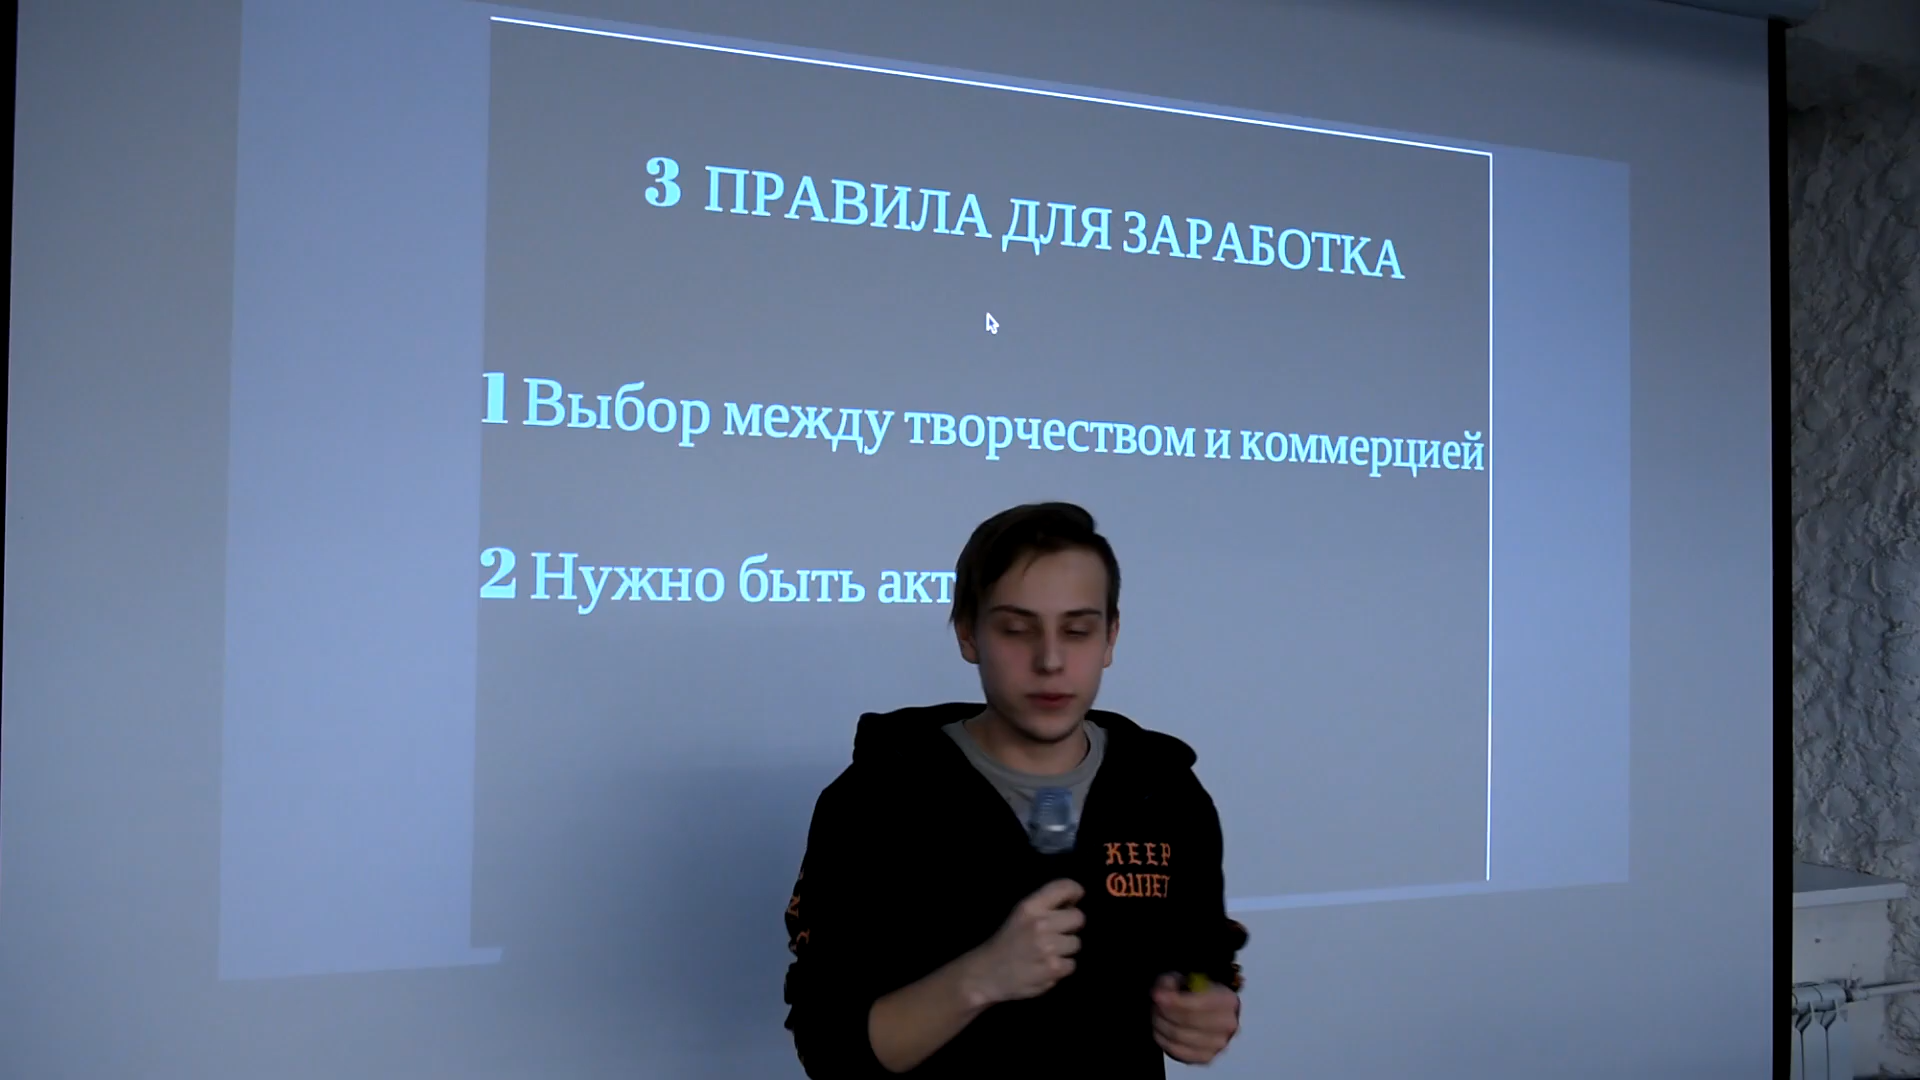 3 ПРАВИЛА ДЛЯ ЗАРАБОТКА
1 Выбор между творчеством и коммерцией
2 Нужно быть
KEEP
QUIET